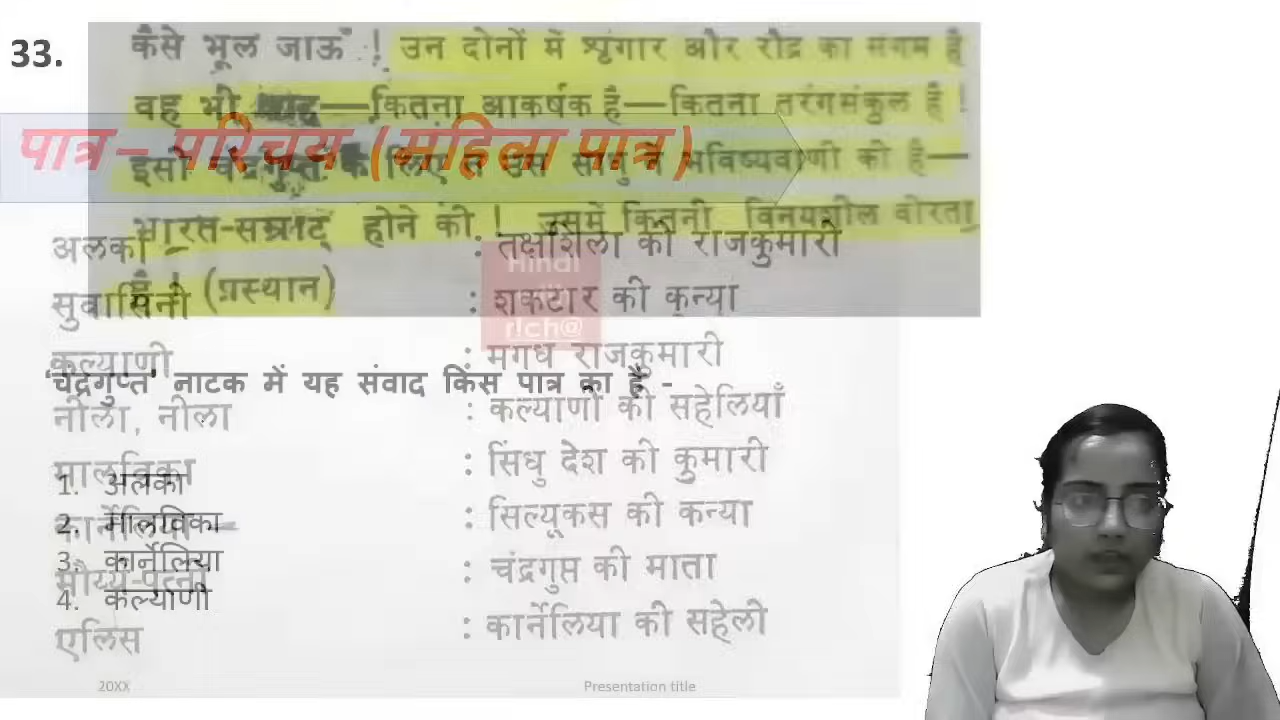 33.
कैसे भूल जाऊँ ! उन दोनों में श्रृंगार और रौद्र का संगम है
वह भी —कितना आकर्षक है—कितना तरंगसंकुल है !
पात्र – परिचय (महिला पात्र)
इसी चंद्रगुप्त के लिए त उस साधु ने भविष्यवाणी की है—
भारत-सम्राट् होने की ! उसमें कितनी विनयशील वीरता
है ! (प्रस्थान)
अलका : तक्षशिला की राजकुमारी
Hindi
r!ch@
सुवासिनी : शकटार की कन्या
कल्याणी : मगध राजकुमारी
‘चंद्रगुप्त’ नाटक में यह संवाद किस पात्र का है -
नीला, नीला : कल्याणी की सहेलियाँ
मालविका : सिंधु देश की कुमारी
कार्नेलिया : सिल्यूकस की कन्या
मौर्य्य-पत्नी : चंद्रगुप्त की माता
एलिस : कार्नेलिया की सहेली
1. अलका
2. मालविका
3. कार्नेलिया
4. कल्याणी
20XX
Presentation title